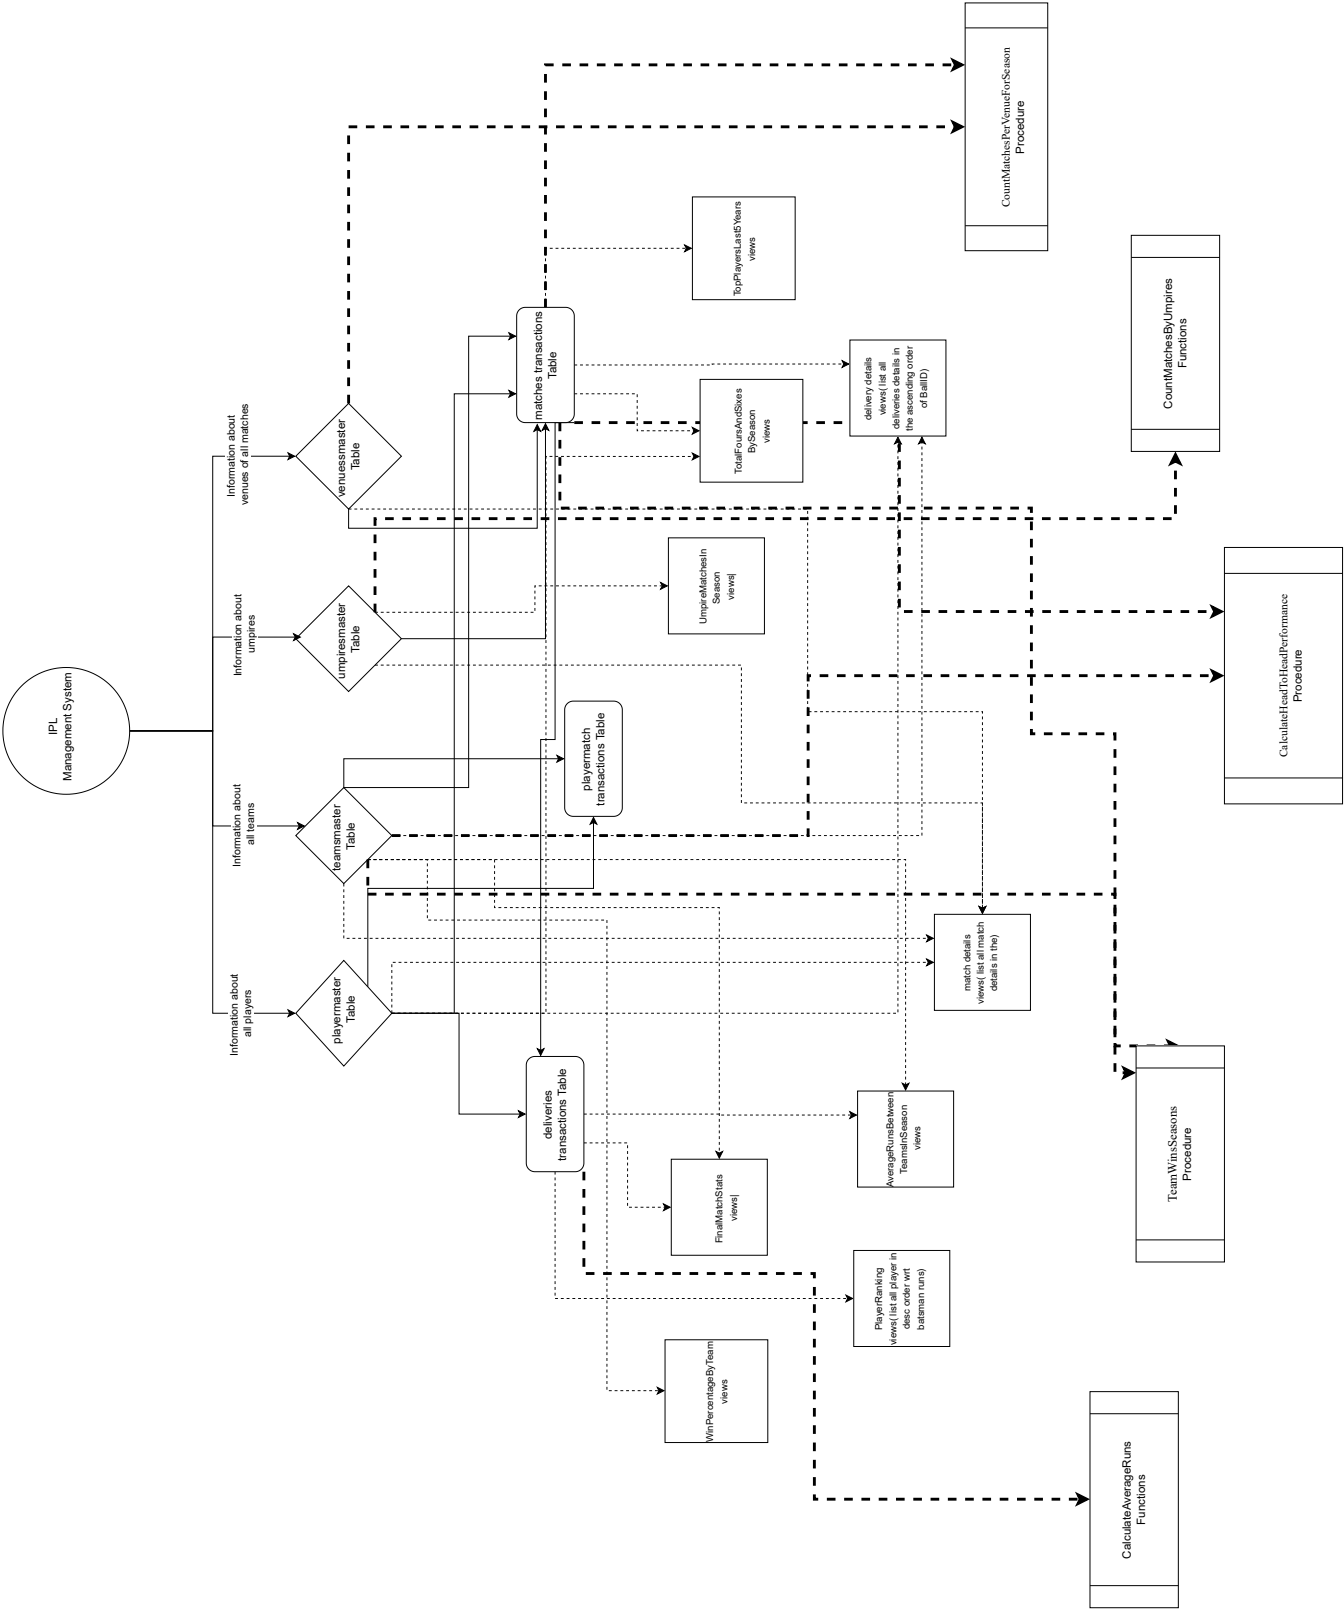 IPL
Management System
Information about
all players
Information about
all teams
Information about
umpires
Information about
venues of all matches
playermaster
Table
teamsmaster
Table
umpiresmaster
Table
venuessmaster
Table
deliveries
transactions Table
playermatch
transactions Table
matches transactions
Table
WinPercentageByTeam
views
FinalMatchStats
views|
UmpireMatchesIn
Season
views|
TotalFoursAndSixes
BySeason
views
TopPlayersLast5Years
views
PlayerRanking
views( list all player in
desc order wrt
batsman runs)
AverageRunsBetween
TeamsInSeason
views
match details
views( list all match
details in the)
delivery details
views( list all
deliveries details in
the ascending order
of BallID)
CountMatchesPerVenueForSeason
Procedure
CalculateAverageRuns
Functions
TeamWinsSeasons
Procedure
CountMatchesByUmpires
Functions
CalculateHeadToHeadPerformance
Procedure